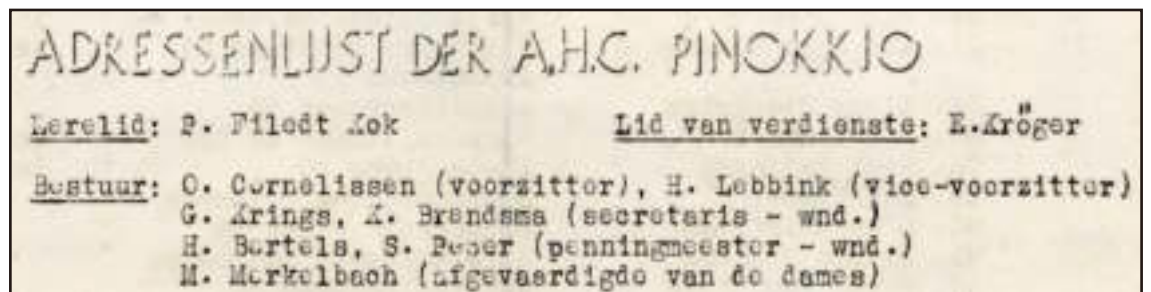 ADRESSENLIJST DER A.H.C. PINOKKIO
Erelid: P. Filedt Kok Lid van verdienste: E.Kröger
Bestuur: O. Cornelissen (voorzitter), H. Lebbink (vice-voorzitter)
G. Krings, K. Brandsma (secretaris - wnd.)
H. Bartels, S. (penningmeester - wnd.)
M. Merkelbach (afgevaardigde van de dames)